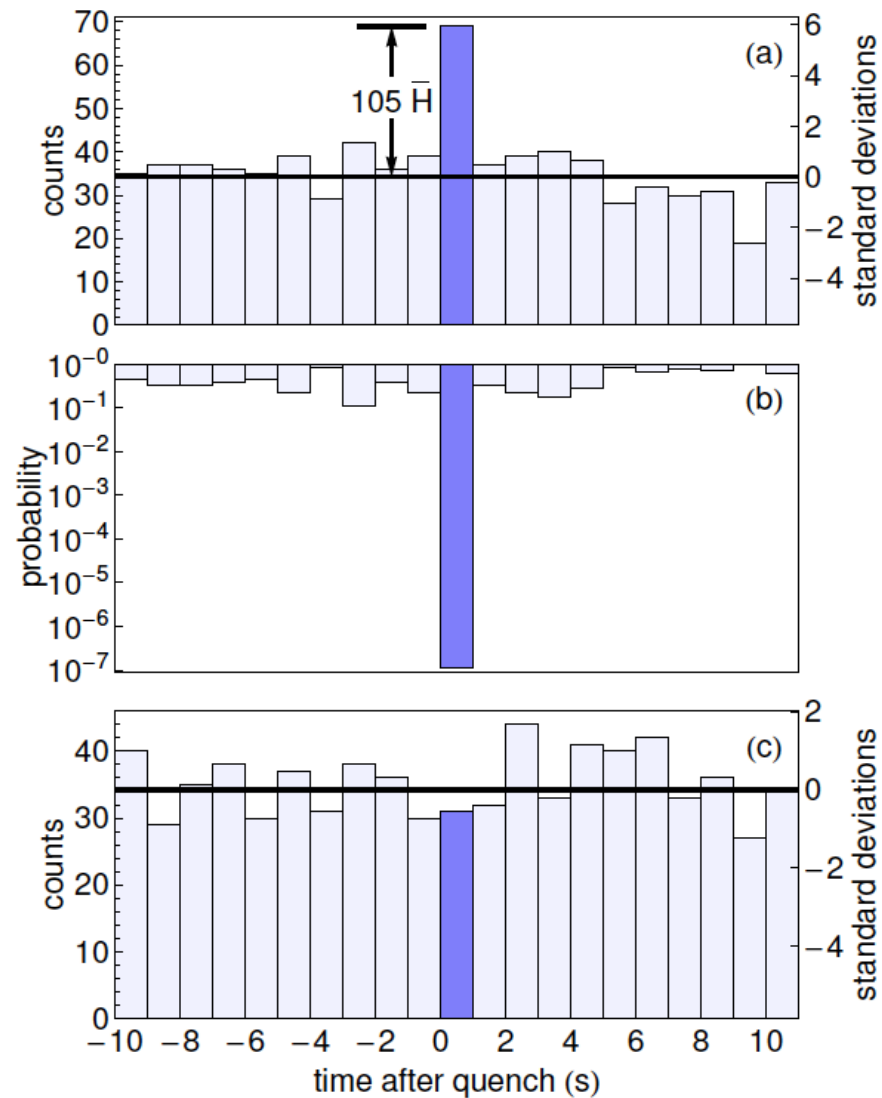 70
60
50
40
30
20
10
0
counts
105 H̅
(a)
6
4
2
0
−2
−4
standard deviations
10⁻⁰
10⁻¹
10⁻²
10⁻³
10⁻⁴
10⁻⁵
10⁻⁶
10⁻⁷
probability
(b)
40
30
20
10
0
counts
(c)
2
0
−2
−4
standard deviations
−10 −8 −6 −4 −2 0 2 4 6 8 10
time after quench (s)